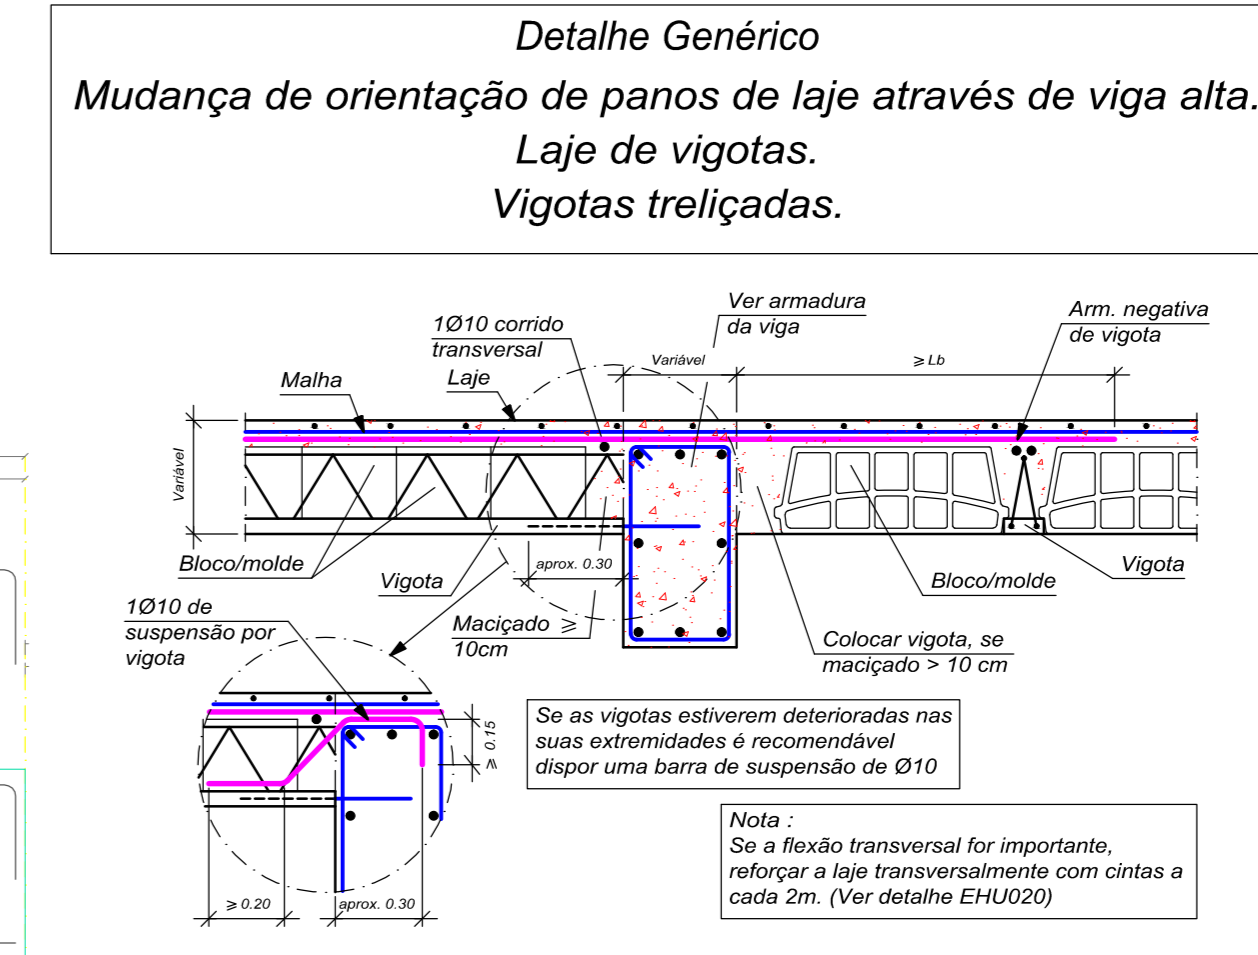 Detalhe Genérico
Mudança de orientação de panos de laje através de viga alta.
Laje de vigotas.
Vigotas treliçadas.
Ver armadura
da viga
Arm. negativa
de vigota
1Ø10 corrido
transversal
Variável
≥ Lb
Malha
Laje
Variável
Bloco/molde
Vigota
aprox. 0.30
Bloco/molde
Vigota
1Ø10 de
suspensão por
vigota
Maciçado ≥
10cm
Colocar vigota, se
maciçado > 10 cm
≥ 0.15
Se as vigotas estiverem deterioradas nas
suas extremidades é recomendável
dispor uma barra de suspensão de Ø10
Nota :
Se a flexão transversal for importante,
reforçar a laje transversalmente com cintas a
cada 2m. (Ver detalhe EHU020)
≥ 0.20
aprox. 0.30